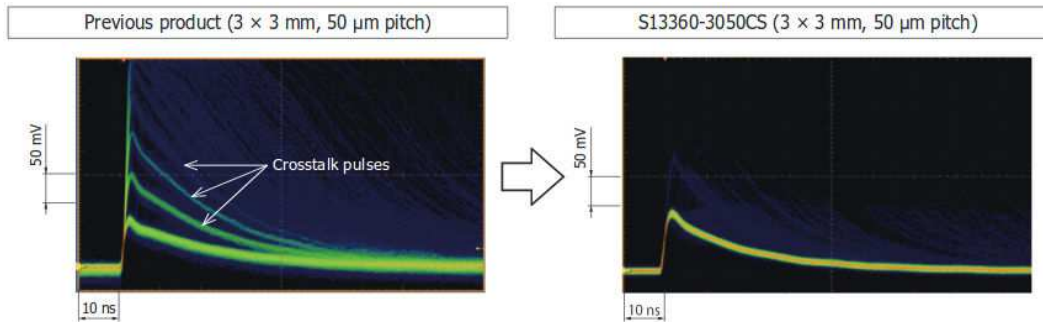 Previous product (3 × 3 mm, 50 μm pitch)
S13360-3050CS (3 × 3 mm, 50 μm pitch)
50 mV
Crosstalk pulses
50 mV
10 ns
10 ns